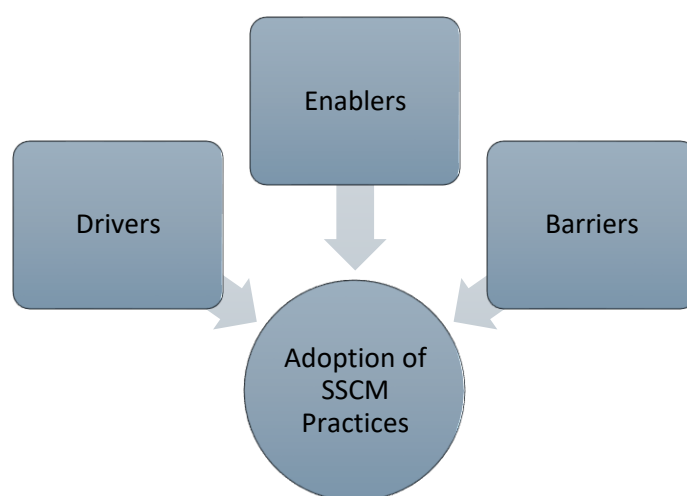 Enablers
Drivers
Barriers
Adoption of
SSCM
Practices